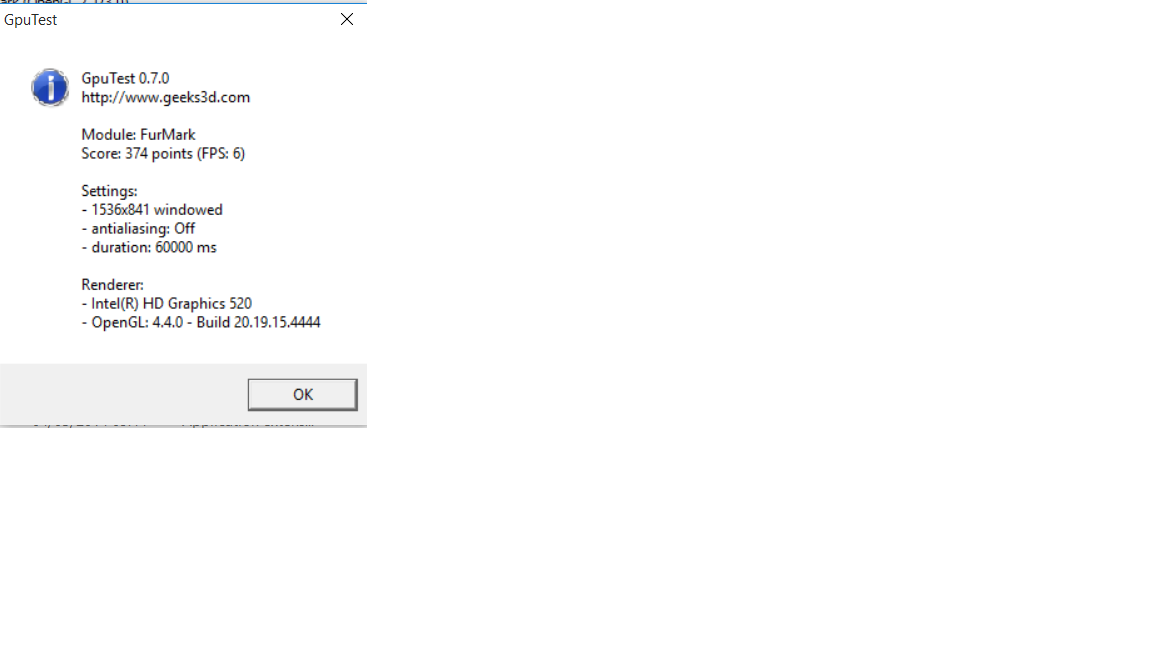 GpuTest
GpuTest 0.7.0
http://www.geeks3d.com
Module: FurMark
Score: 374 points (FPS: 6)
Settings:
- 1536x841 windowed
- antialiasing: Off
- duration: 60000 ms
Renderer:
- Intel(R) HD Graphics 520
- OpenGL: 4.4.0 - Build 20.19.15.4444
OK